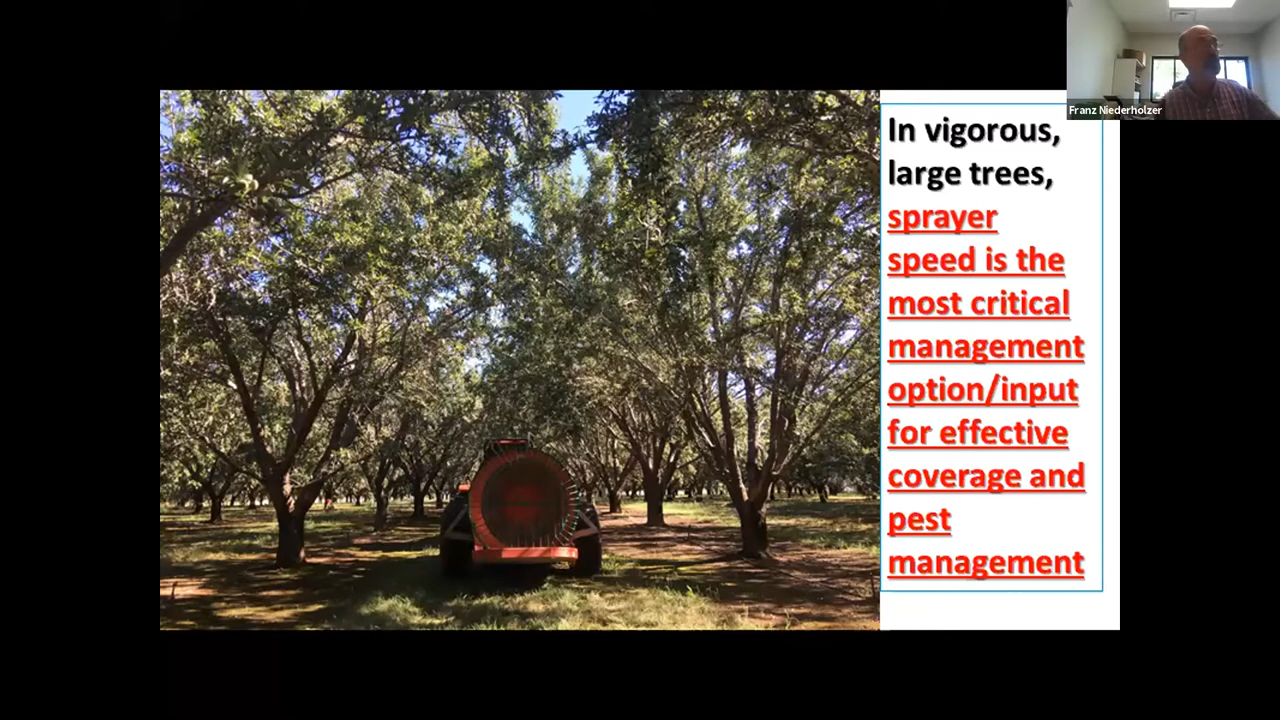 Franz Niederholzer
In vigorous,
large trees,
sprayer
speed is the
most critical
management
option/input
for effective
coverage and
pest
management